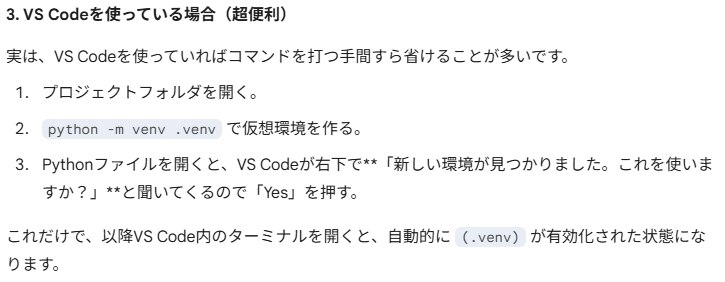 3. VS Codeを使っている場合（超便利）
実は、VS Codeを使っていればコマンドを打つ手間すら省けることが多いです。
1. プロジェクトフォルダを開く。
2. python -m venv .venv で仮想環境を作る。
3. Pythonファイルを開くと、VS Codeが右下で**「新しい環境が見つかりました。これを使いま
すか？」**と聞いてくるので「Yes」を押す。
これだけで、以降VS Code内のターミナルを開くと、自動的に (.venv) が有効化された状態にな
ります。